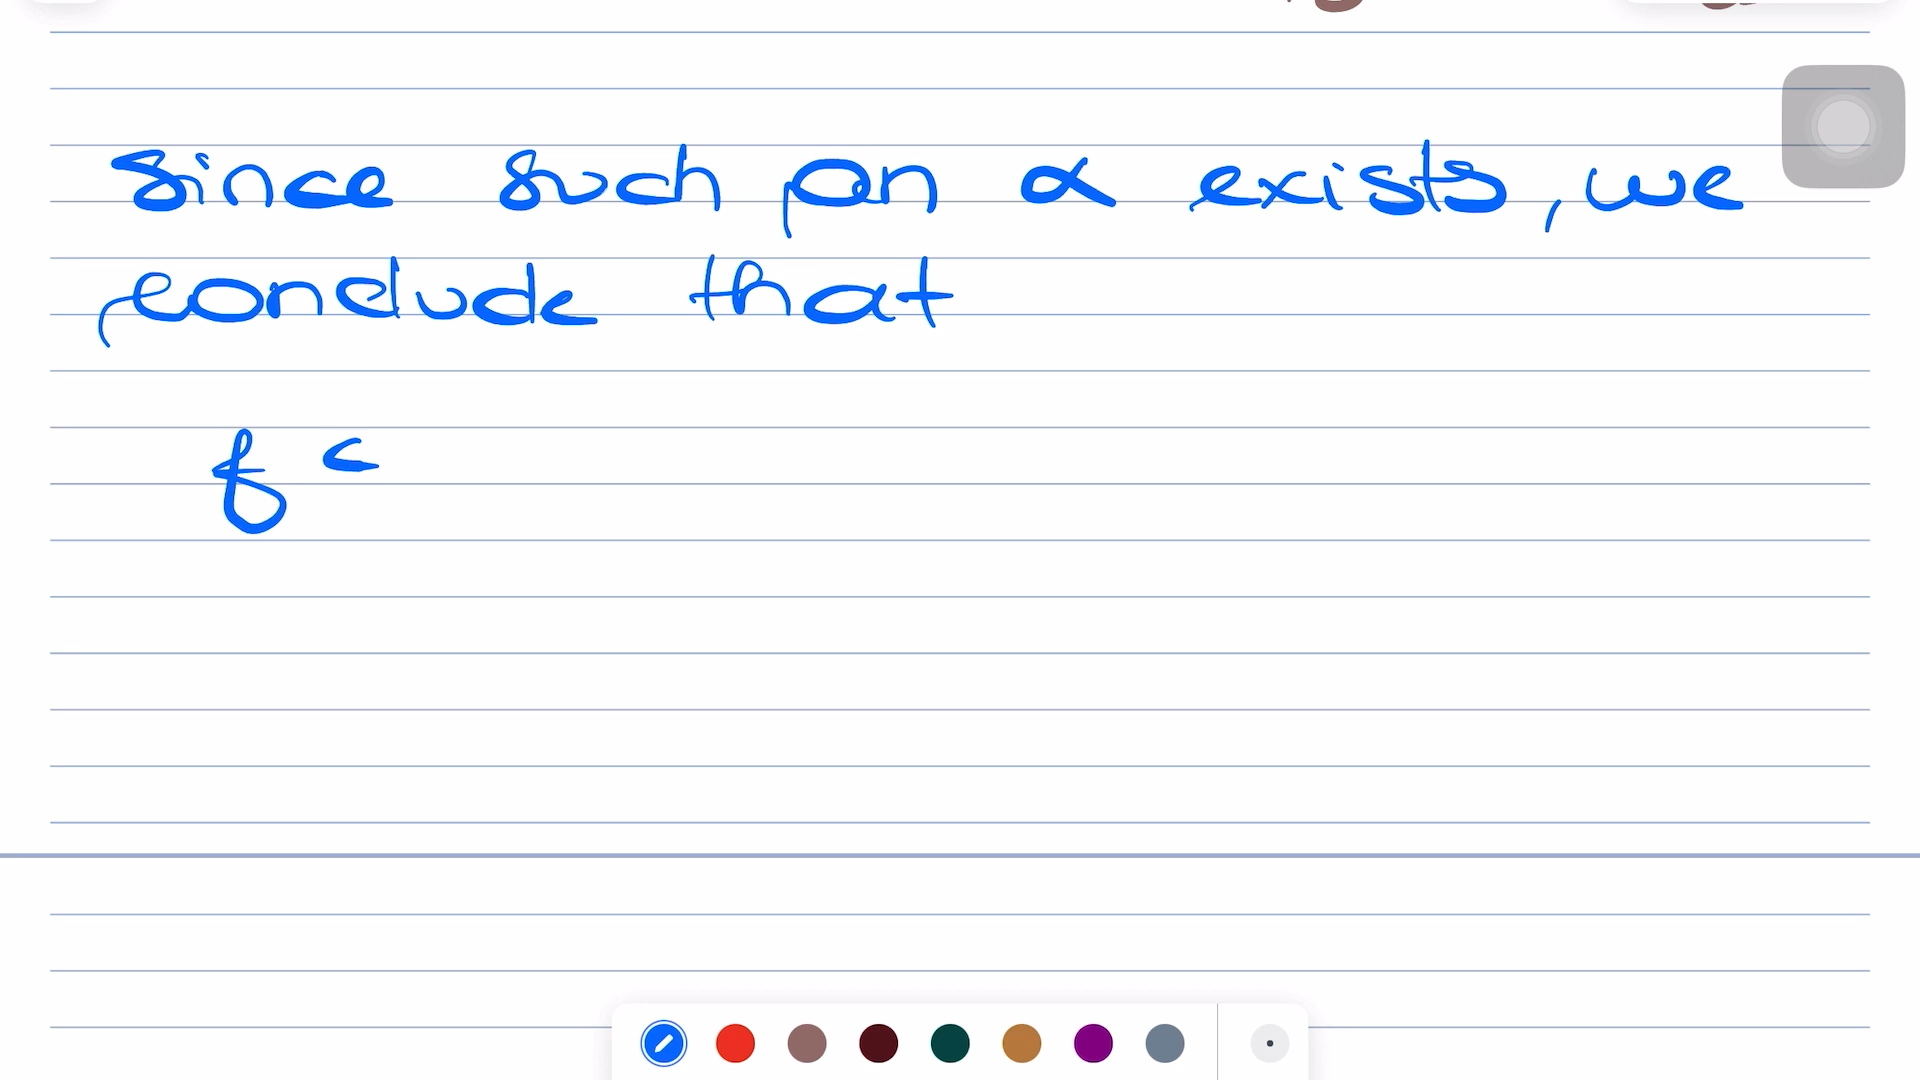 Since such an α exists, we
conclude that
f c